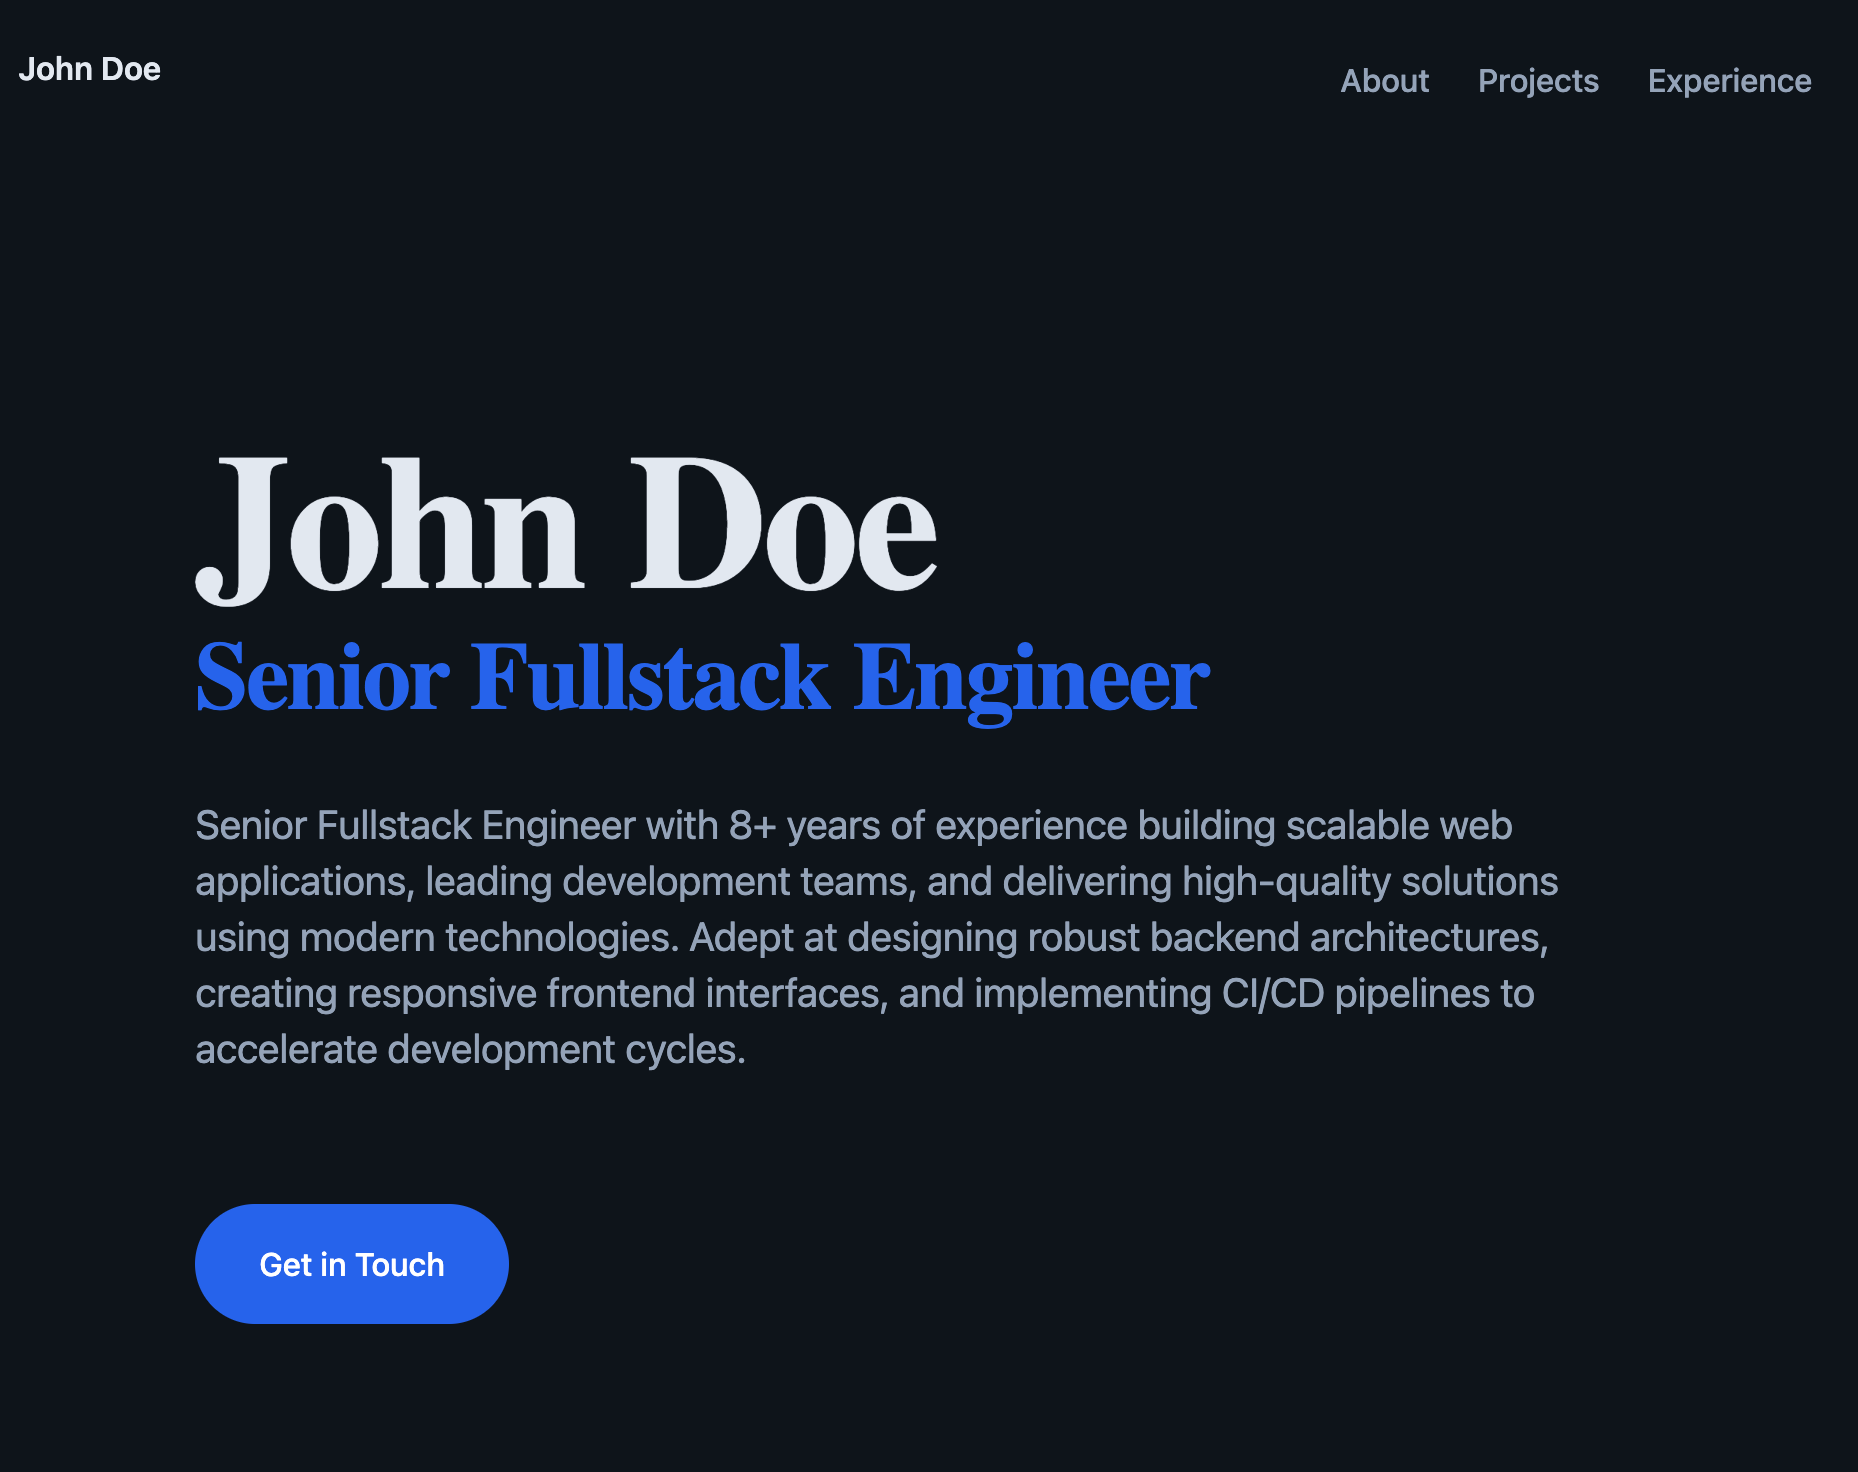 John Doe
About Projects Experience
John Doe
Senior Fullstack Engineer
Senior Fullstack Engineer with 8+ years of experience building scalable web
applications, leading development teams, and delivering high-quality solutions
using modern technologies. Adept at designing robust backend architectures,
creating responsive frontend interfaces, and implementing CI/CD pipelines to
accelerate development cycles.
Get in Touch